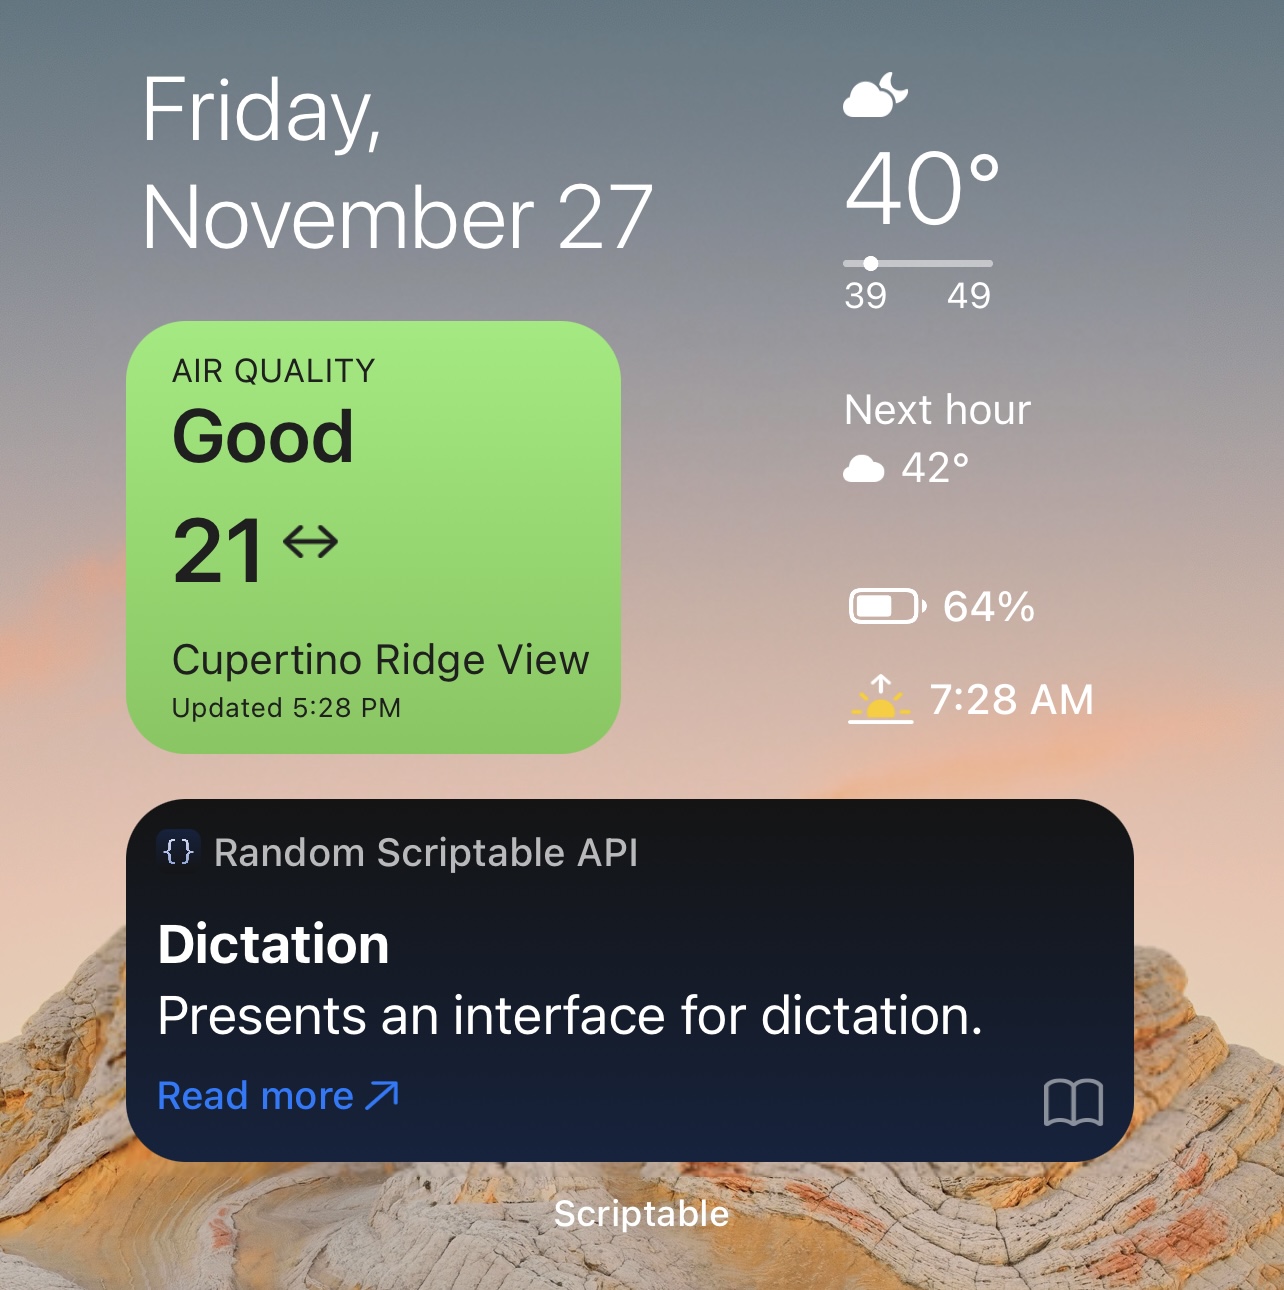 Friday,
November 27
40°
39 49
Next hour
42°
64%
7:28 AM
AIR QUALITY
Good
21
Cupertino Ridge View
Updated 5:28 PM
{} Random Scriptable API
Dictation
Presents an interface for dictation.
Read more
Scriptable